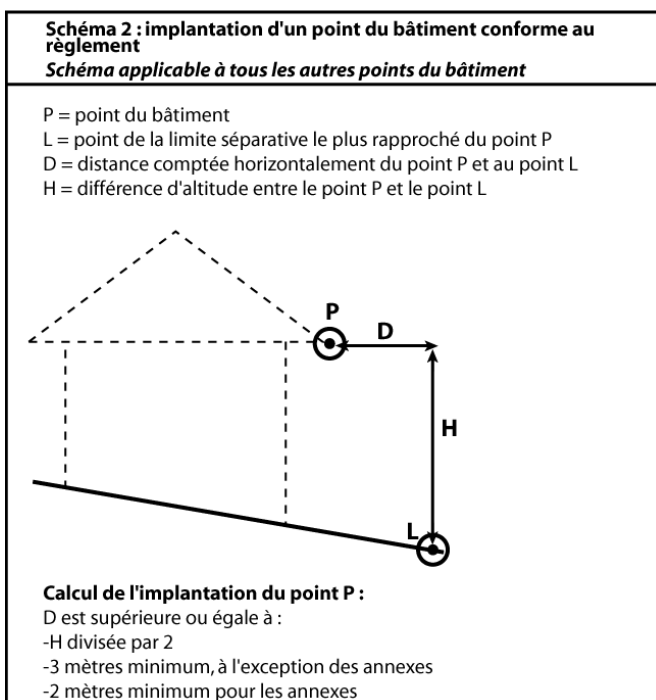 Schéma 2 : implantation d'un point du bâtiment conforme au
règlement
Schéma applicable à tous les autres points du bâtiment
P = point du bâtiment
L = point de la limite séparative le plus rapproché du point P
D = distance comptée horizontalement du point P et au point L
H = différence d'altitude entre le point P et le point L
P
D
H
L
Calcul de l'implantation du point P :
D est supérieure ou égale à :
-H divisée par 2
-3 mètres minimum, à l'exception des annexes
-2 mètres minimum pour les annexes